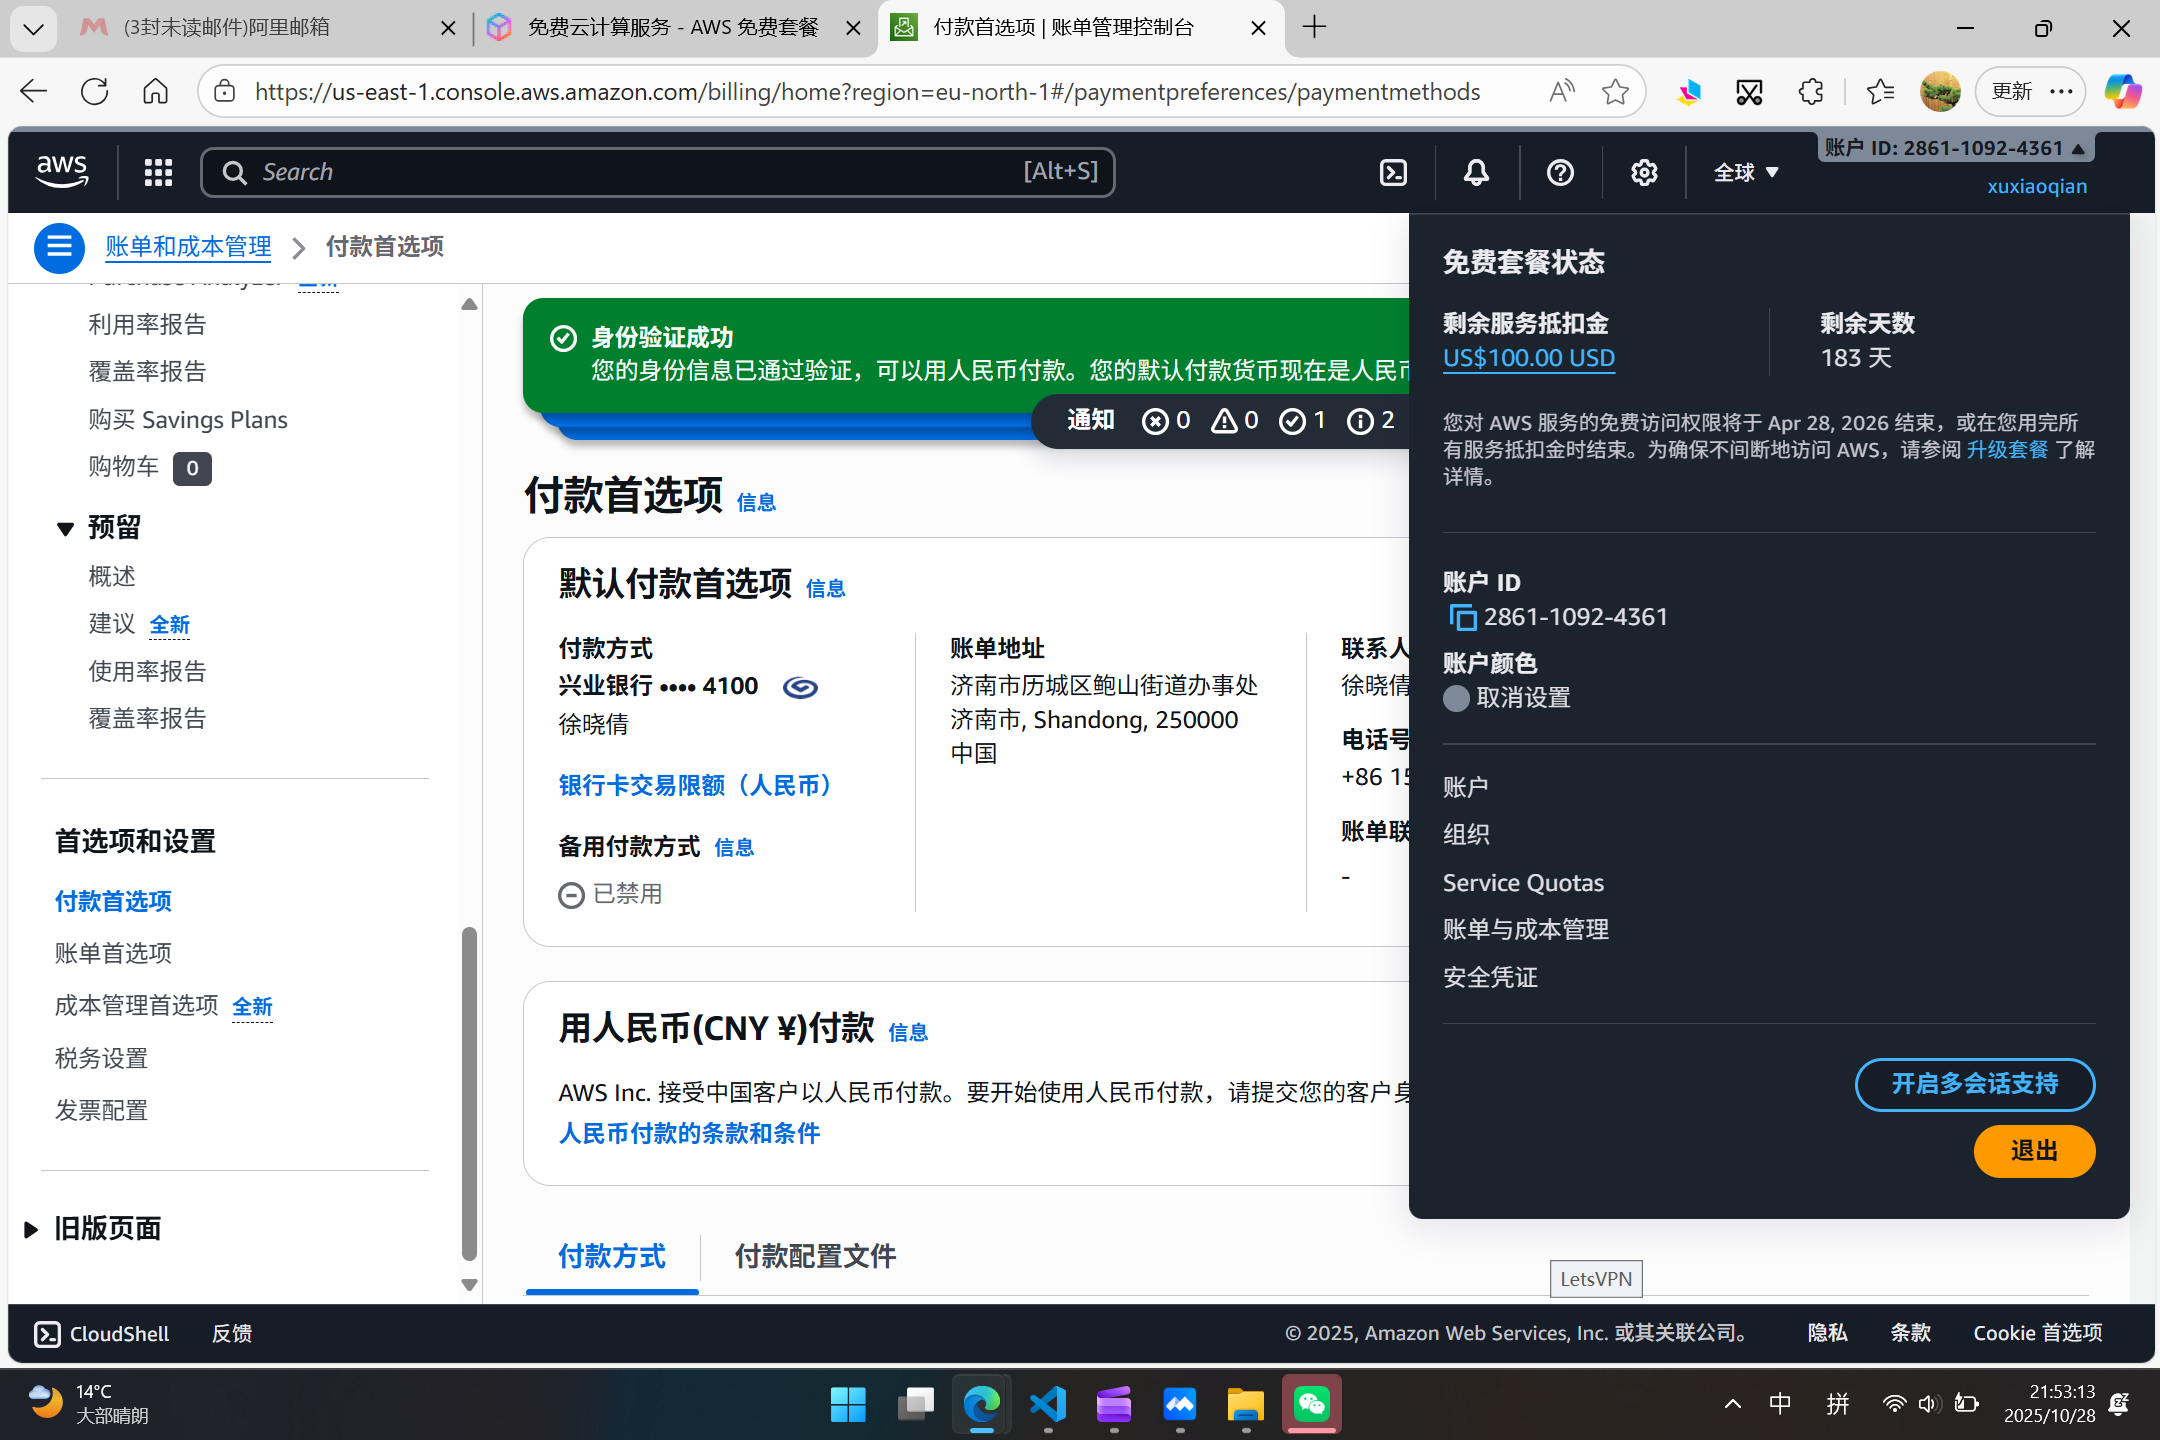 (3封未读邮件)阿里邮箱
免费云计算服务 - AWS 免费套餐
付款首选项 | 账单管理控制台
https://us-east-1.console.aws.amazon.com/billing/home?region=eu-north-1#/paymentpreferences/paymentmethods
更新
aws
Search
[Alt+S]
全球
账户 ID: 2861-1092-4361
xuxiaoqian
账单和成本管理
付款首选项
利用率报告
覆盖率报告
购买 Savings Plans
购物车 0
预留
概述
建议 全新
使用率报告
覆盖率报告
首选项和设置
付款首选项
账单首选项
成本管理首选项 全新
税务设置
发票配置
旧版页面
身份验证成功
您的身份信息已通过验证，可以用人民币付款。您的默认付款货币现在是人民币
通知 0 0 1 2
付款首选项 信息
默认付款首选项 信息
付款方式
兴业银行 •••• 4100
徐晓倩
银行卡交易限额（人民币）
备用付款方式 信息
已禁用
账单地址
济南市历城区鲍山街道办事处
济南市, Shandong, 250000
中国
联系人
徐晓倩
电话号
+86 15
账单联
-
用人民币(CNY ¥)付款 信息
AWS Inc. 接受中国客户以人民币付款。要开始使用人民币付款，请提交您的客户身
人民币付款的条款和条件
付款方式
付款配置文件
免费套餐状态
剩余服务抵扣金
US$100.00 USD
剩余天数
183 天
您对 AWS 服务的免费访问权限将于 Apr 28, 2026 结束，或在您用完所
有服务抵扣金时结束。为确保不间断地访问 AWS，请参阅 升级套餐 了解
详情。
账户 ID
2861-1092-4361
账户颜色
取消设置
账户
组织
Service Quotas
账单与成本管理
安全凭证
开启多会话支持
退出
LetsVPN
CloudShell
反馈
© 2025, Amazon Web Services, Inc. 或其关联公司。
隐私
条款
Cookie 首选项
14°C
大部晴朗
中
拼
21:53:13
2025/10/28